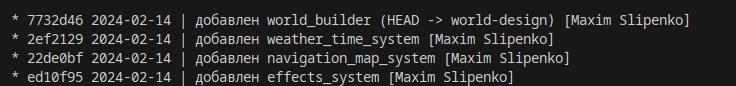 * 7732d46 2024-02-14 | добавлен world_builder (HEAD -> world-design) [Maxim Slipenko]
* 2ef2129 2024-02-14 | добавлен weather_time_system [Maxim Slipenko]
* 22de0bf 2024-02-14 | добавлен navigation_map_system [Maxim Slipenko]
* ed10f95 2024-02-14 | добавлен effects_system [Maxim Slipenko]